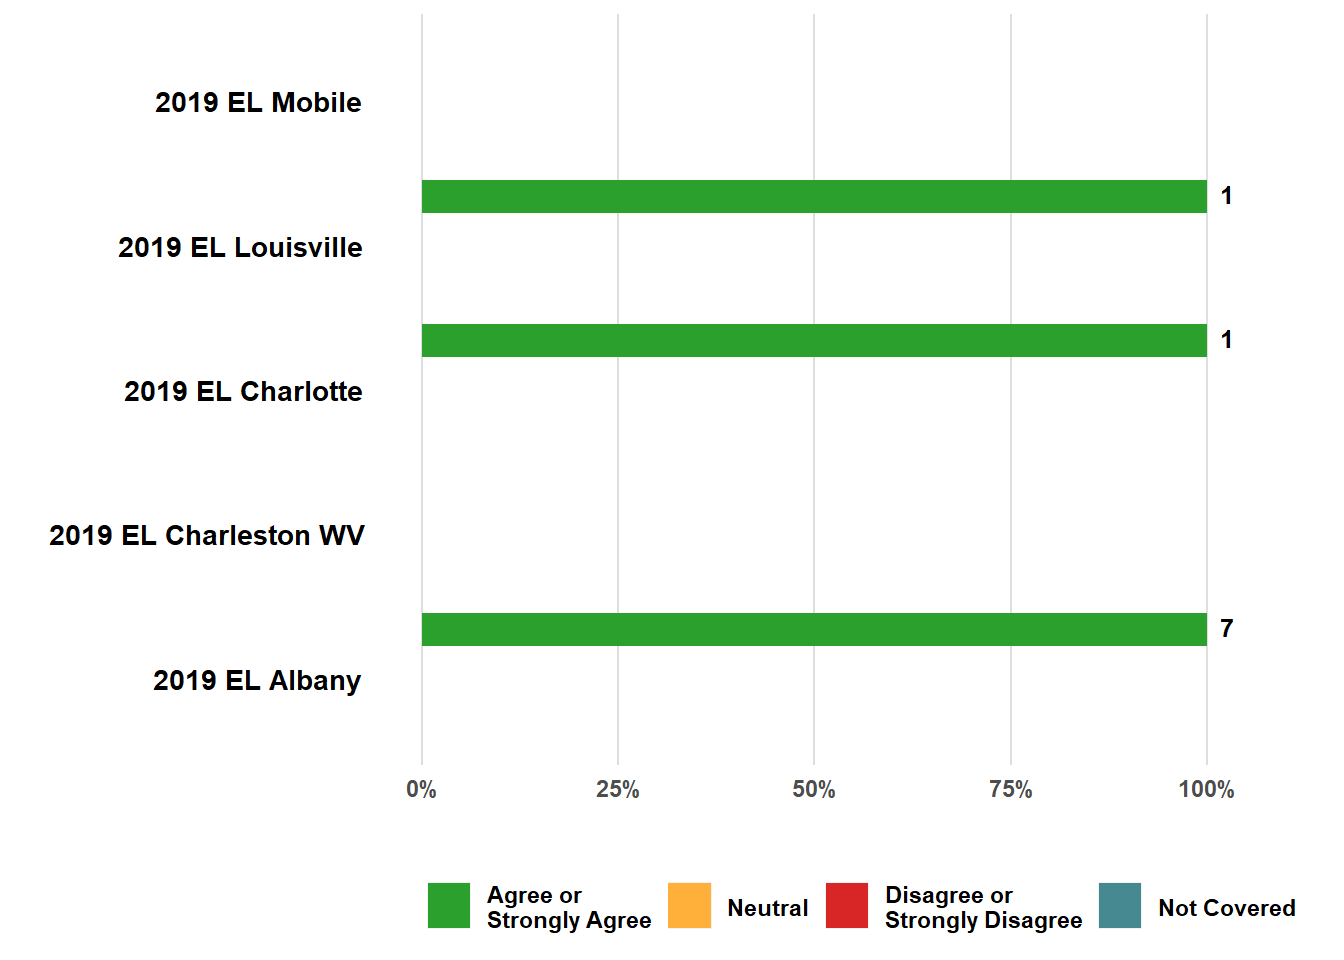 2019 EL Mobile
1
2019 EL Louisville
1
2019 EL Charlotte
2019 EL Charleston WV
7
2019 EL Albany
0% 25% 50% 75% 100%
Agree or
Strongly Agree
Neutral
Disagree or
Strongly Disagree
Not Covered